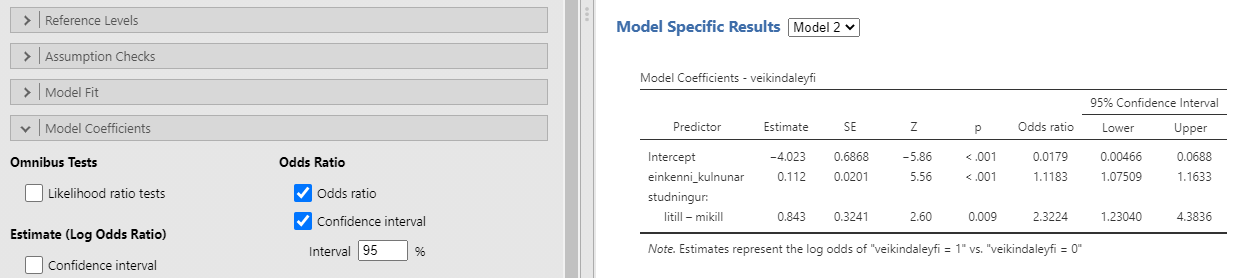 Reference Levels
Assumption Checks
Model Fit
Model Coefficients
Omnibus Tests
Likelihood ratio tests
Estimate (Log Odds Ratio)
Confidence interval
Odds Ratio
Odds ratio
Confidence interval
Interval 95 %
Model Specific Results Model 2
Model Coefficients - veikindaleyfi
95% Confidence Interval
Predictor Estimate SE Z p Odds ratio Lower Upper
Intercept −4.023 0.6868 −5.86 < .001 0.0179 0.00466 0.0688
einkenni_kulnunar 0.112 0.0201 5.56 < .001 1.1183 1.07509 1.1633
studningur:
litill – mikill 0.843 0.3241 2.60 0.009 2.3224 1.23040 4.3836
Note. Estimates represent the log odds of "veikindaleyfi = 1" vs. "veikindaleyfi = 0"